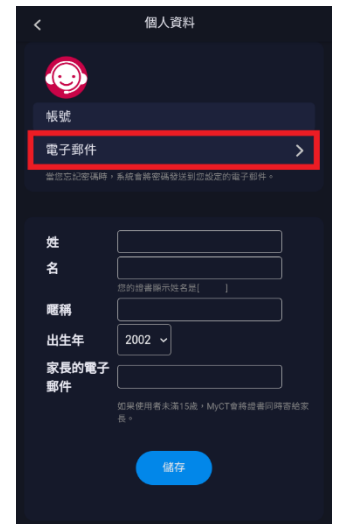 個人資料
帳號
電子郵件
當您忘記密碼時，系統會將密碼發送到您設定的電子郵件。
姓
名
您的證書顯示姓名是[ ]
暱稱
出生年 2002
家長的電子
郵件
如果使用者未滿15歲，MyCT會將證書同時寄給家
長。
儲存